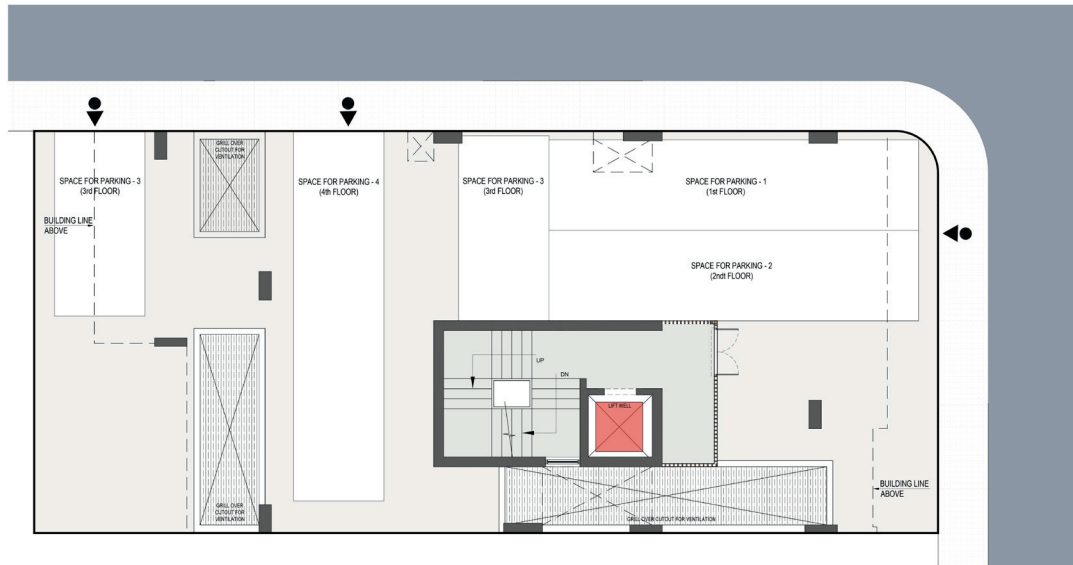 GRILL OVER
CUTOUT FOR
VENTILATION
SPACE FOR PARKING - 3
(3rd FLOOR)
SPACE FOR PARKING - 4
(4th FLOOR)
SPACE FOR PARKING - 3
(3rd FLOOR)
SPACE FOR PARKING - 1
(1st FLOOR)
BUILDING LINE
ABOVE
SPACE FOR PARKING - 2
(2ndt FLOOR)
UP
DN
LIFT WELL
BUILDING LINE
ABOVE
GRILL OVER
CUTOUT FOR
VENTILATION
GRILL OVER CUTOUT FOR VENTILATION